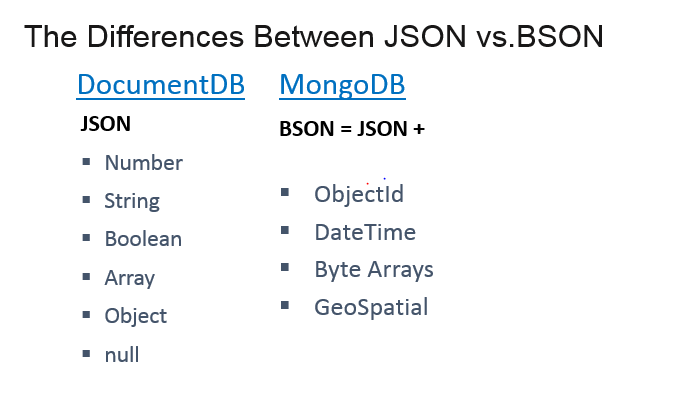 The Differences Between JSON vs.BSON
DocumentDB
JSON
Number
String
Boolean
Array
Object
null
MongoDB
BSON = JSON +
ObjectId
DateTime
Byte Arrays
GeoSpatial